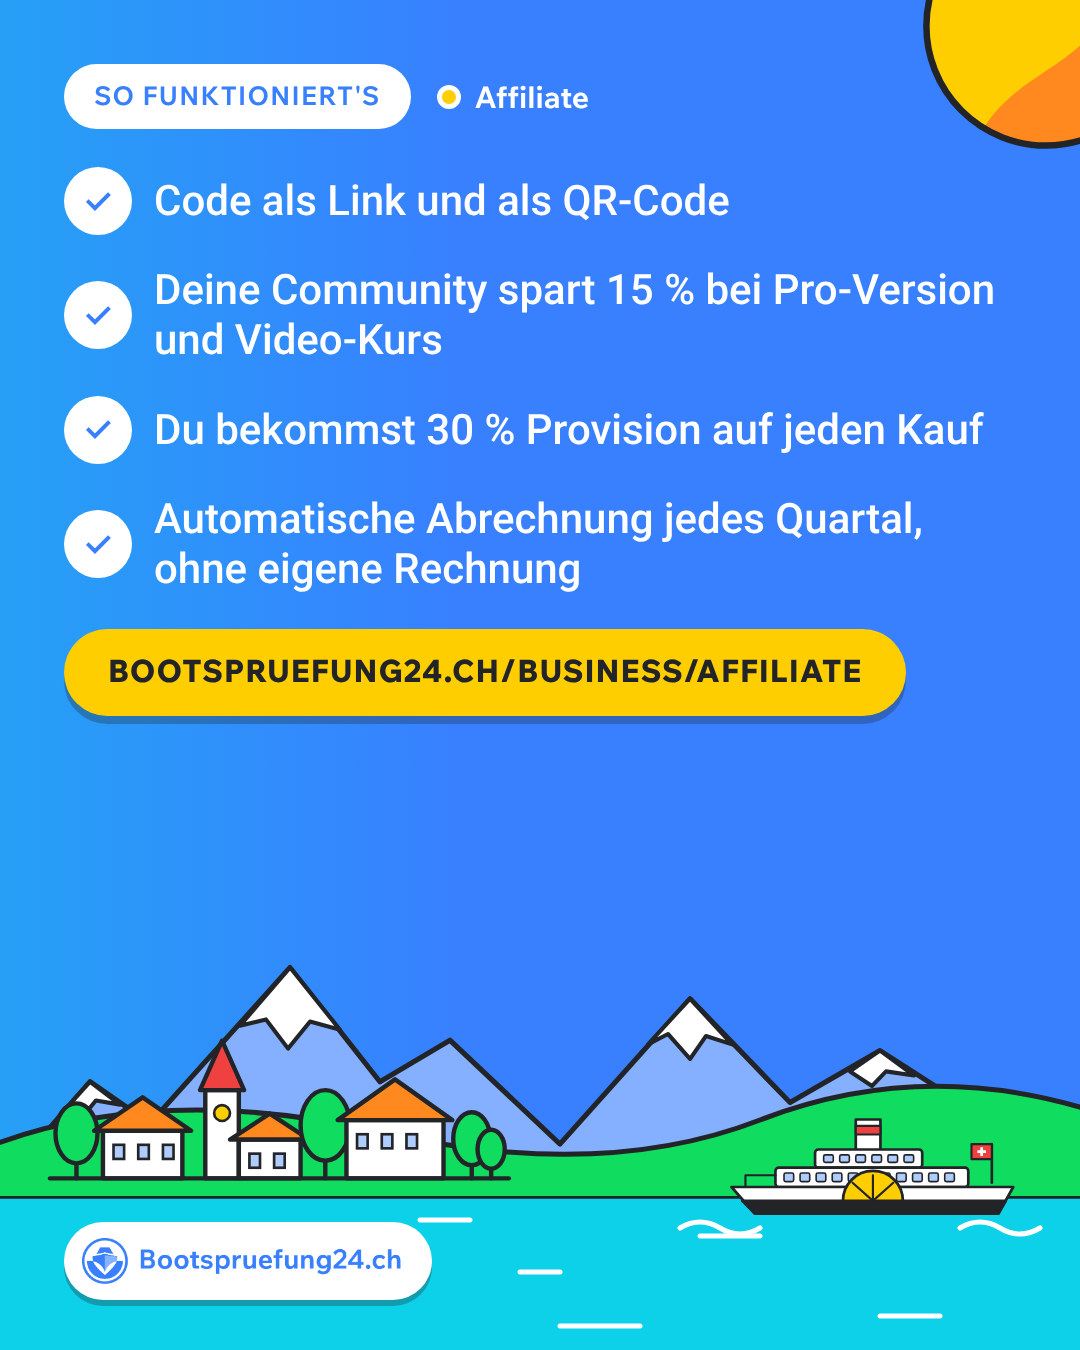 SO FUNKTIONIERT'S
Affiliate
Code als Link und als QR-Code
Deine Community spart 15 % bei Pro-Version
und Video-Kurs
Du bekommst 30 % Provision auf jeden Kauf
Automatische Abrechnung jedes Quartal,
ohne eigene Rechnung
BOOTSPRUEFUNG24.CH/BUSINESS/AFFILIATE
Bootspruefung24.ch